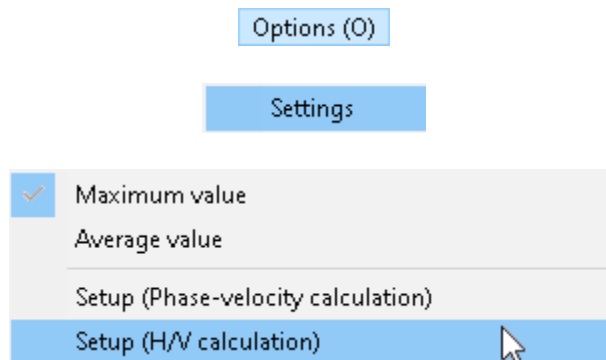 Options (O)
Settings
Maximum value
Average value
Setup (Phase-velocity calculation)
Setup (H/V calculation)